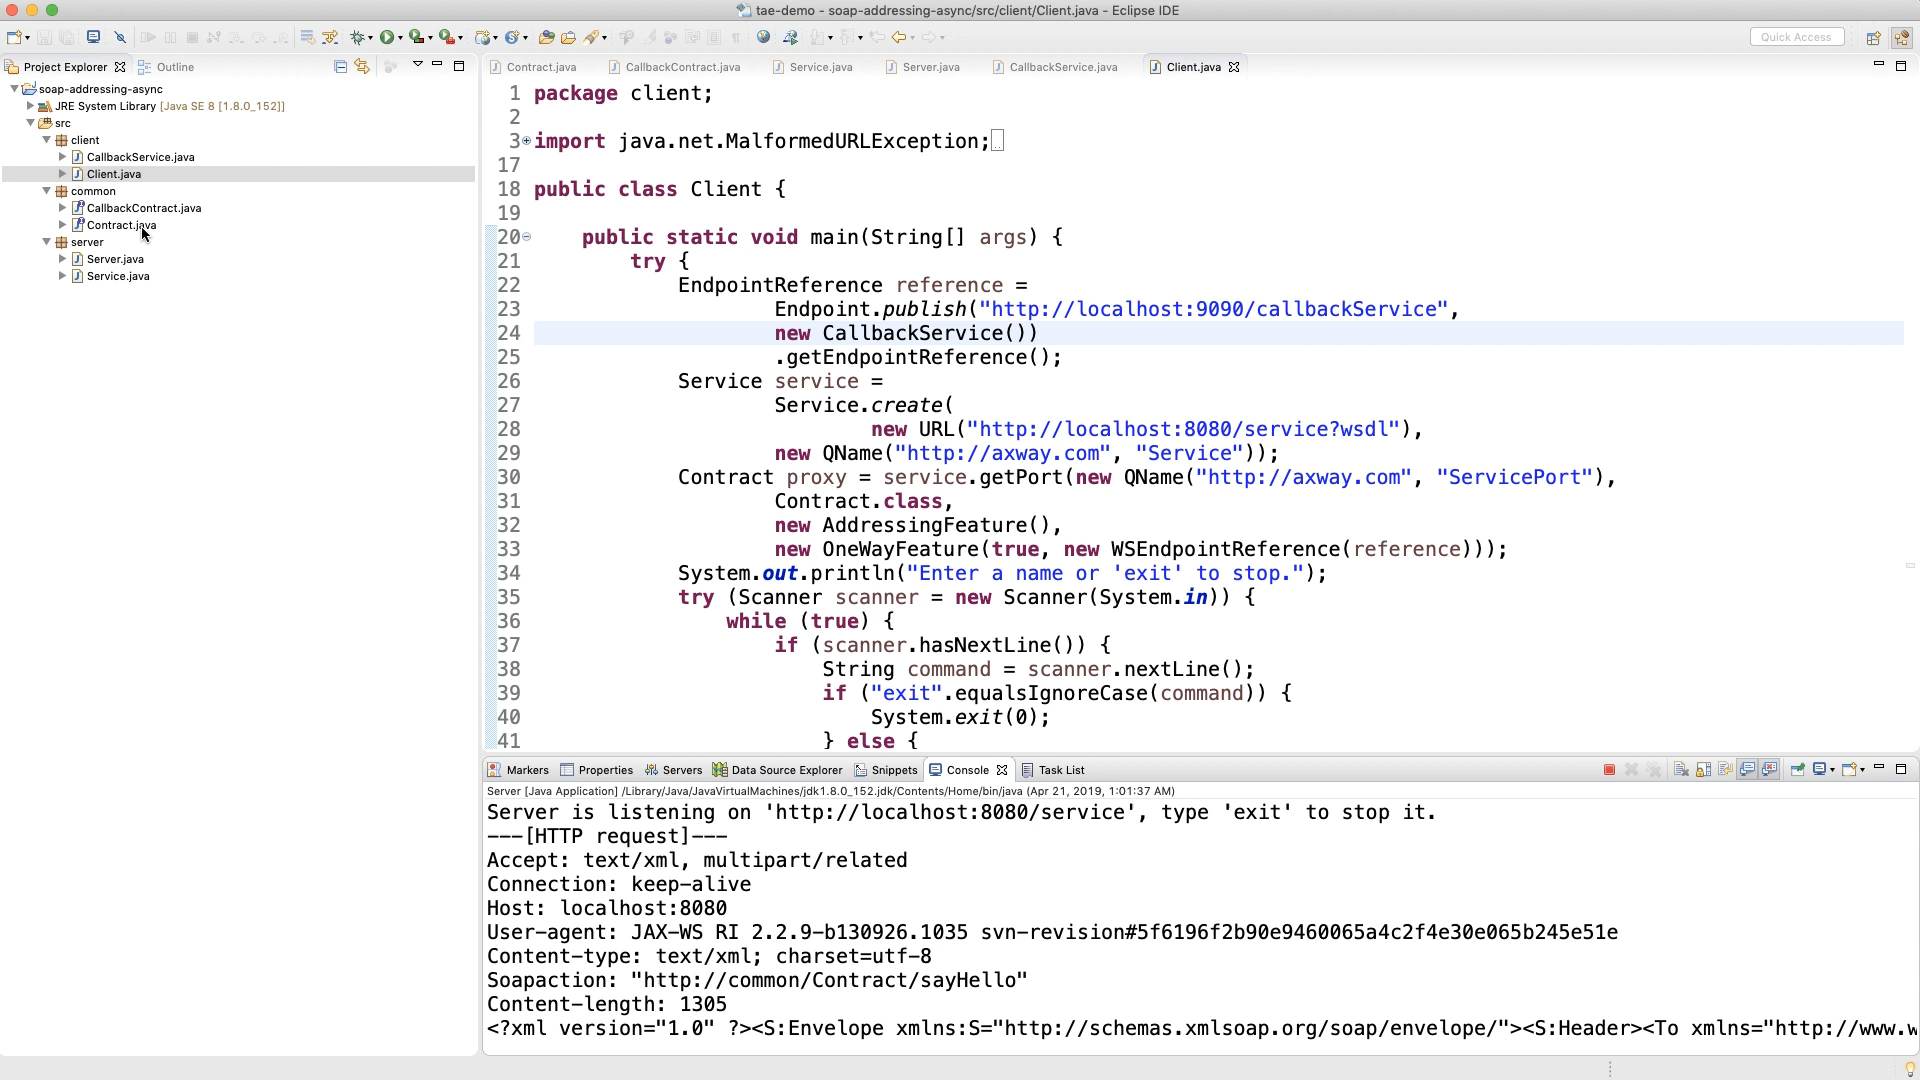 tae-demo - soap-addressing-async/src/client/Client.java - Eclipse IDE
Quick Access
Project Explorer
Outline
Contract.java
CallbackContract.java
Service.java
Server.java
CallbackService.java
Client.java
soap-addressing-async
JRE System Library [Java SE 8 [1.8.0_152]]
src
client
CallbackService.java
Client.java
common
CallbackContract.java
Contract.java
server
Server.java
Service.java
1 package client;
2
3 import java.net.MalformedURLException;
17
18 public class Client {
19
20 public static void main(String[] args) {
21 try {
22 EndpointReference reference =
23 Endpoint.publish("http://localhost:9090/callbackService",
24 new CallbackService())
25 .getEndpointReference();
26 Service service =
27 Service.create(
28 new URL("http://localhost:8080/service?wsdl"),
29 new QName("http://axway.com", "Service"));
30 Contract proxy = service.getPort(new QName("http://axway.com", "ServicePort"),
31 Contract.class,
32 new AddressingFeature(),
33 new OneWayFeature(true, new WSEndpointReference(reference)));
34 System.out.println("Enter a name or 'exit' to stop.");
35 try (Scanner scanner = new Scanner(System.in)) {
36 while (true) {
37 if (scanner.hasNextLine()) {
38 String command = scanner.nextLine();
39 if ("exit".equalsIgnoreCase(command)) {
40 System.exit(0);
41 } else {
Markers
Properties
Servers
Data Source Explorer
Snippets
Console
Task List
Server [Java Application] /Library/Java/JavaVirtualMachines/jdk1.8.0_152.jdk/Contents/Home/bin/java (Apr 21, 2019, 1:01:37 AM)
Server is listening on 'http://localhost:8080/service', type 'exit' to stop it.
---[HTTP request]---
Accept: text/xml, multipart/related
Connection: keep-alive
Host: localhost:8080
User-agent: JAX-WS RI 2.2.9-b130926.1035 svn-revision#5f6196f2b90e9460065a4c2f4e30e065b245e51e
Content-type: text/xml; charset=utf-8
Soapaction: "http://common/Contract/sayHello"
Content-length: 1305
<?xml version="1.0" ?><S:Envelope xmlns:S="http://schemas.xmlsoap.org/soap/envelope/"><S:Header><To xmlns="http://www.w